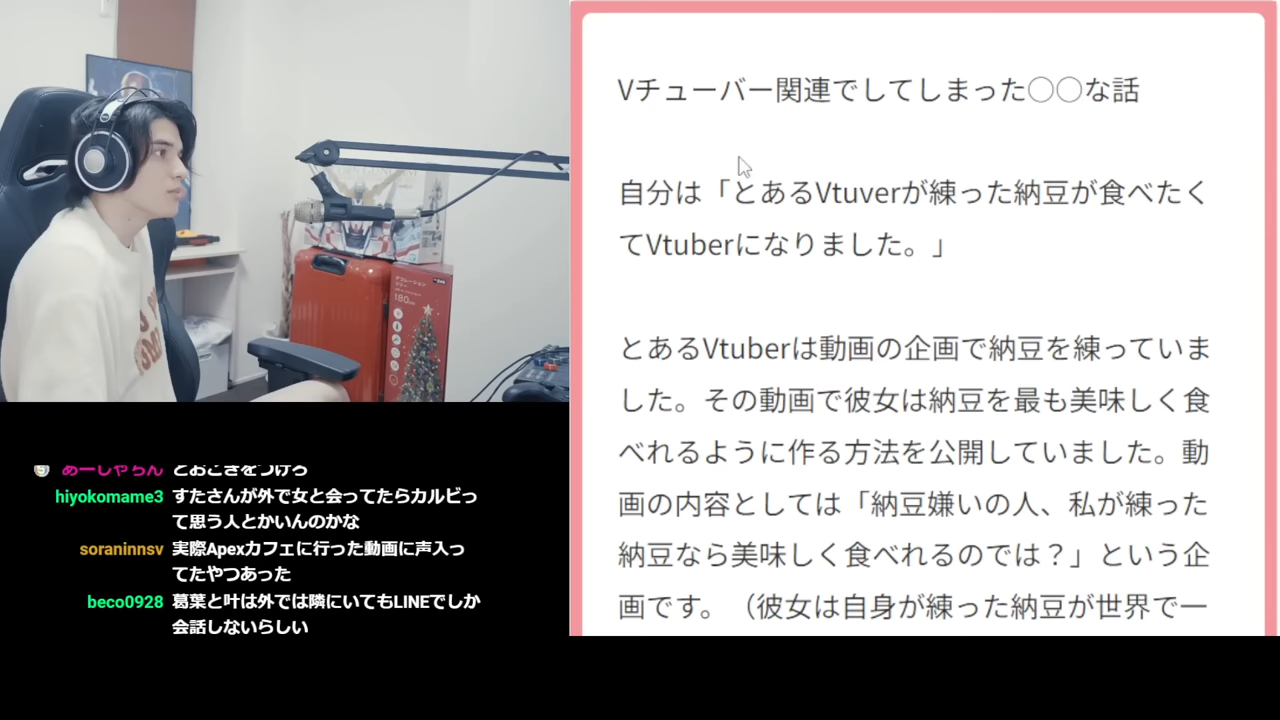 Vチューバー関連でしてしまった○○な話
自分は「とあるVtuverが練った納豆が食べたく
てVtuberになりました。」
とあるVtuberは動画の企画で納豆を練っていま
した。その動画で彼女は納豆を最も美味しく食
べれるように作る方法を公開していました。動
画の内容としては「納豆嫌いの人、私が練った
納豆なら美味しく食べれるのでは？」という企
画です。（彼女は自身が練った納豆が世界で一
180cm
hiyokomame3 すたさんが外で女と会ってたらカルビっ
て思う人とかいんのかな
soraninnsv 実際Apexカフェに行った動画に声入っ
てたやつあった
beco0928 葛葉と叶は外では隣にいてもLINEでしか
会話しないらしい